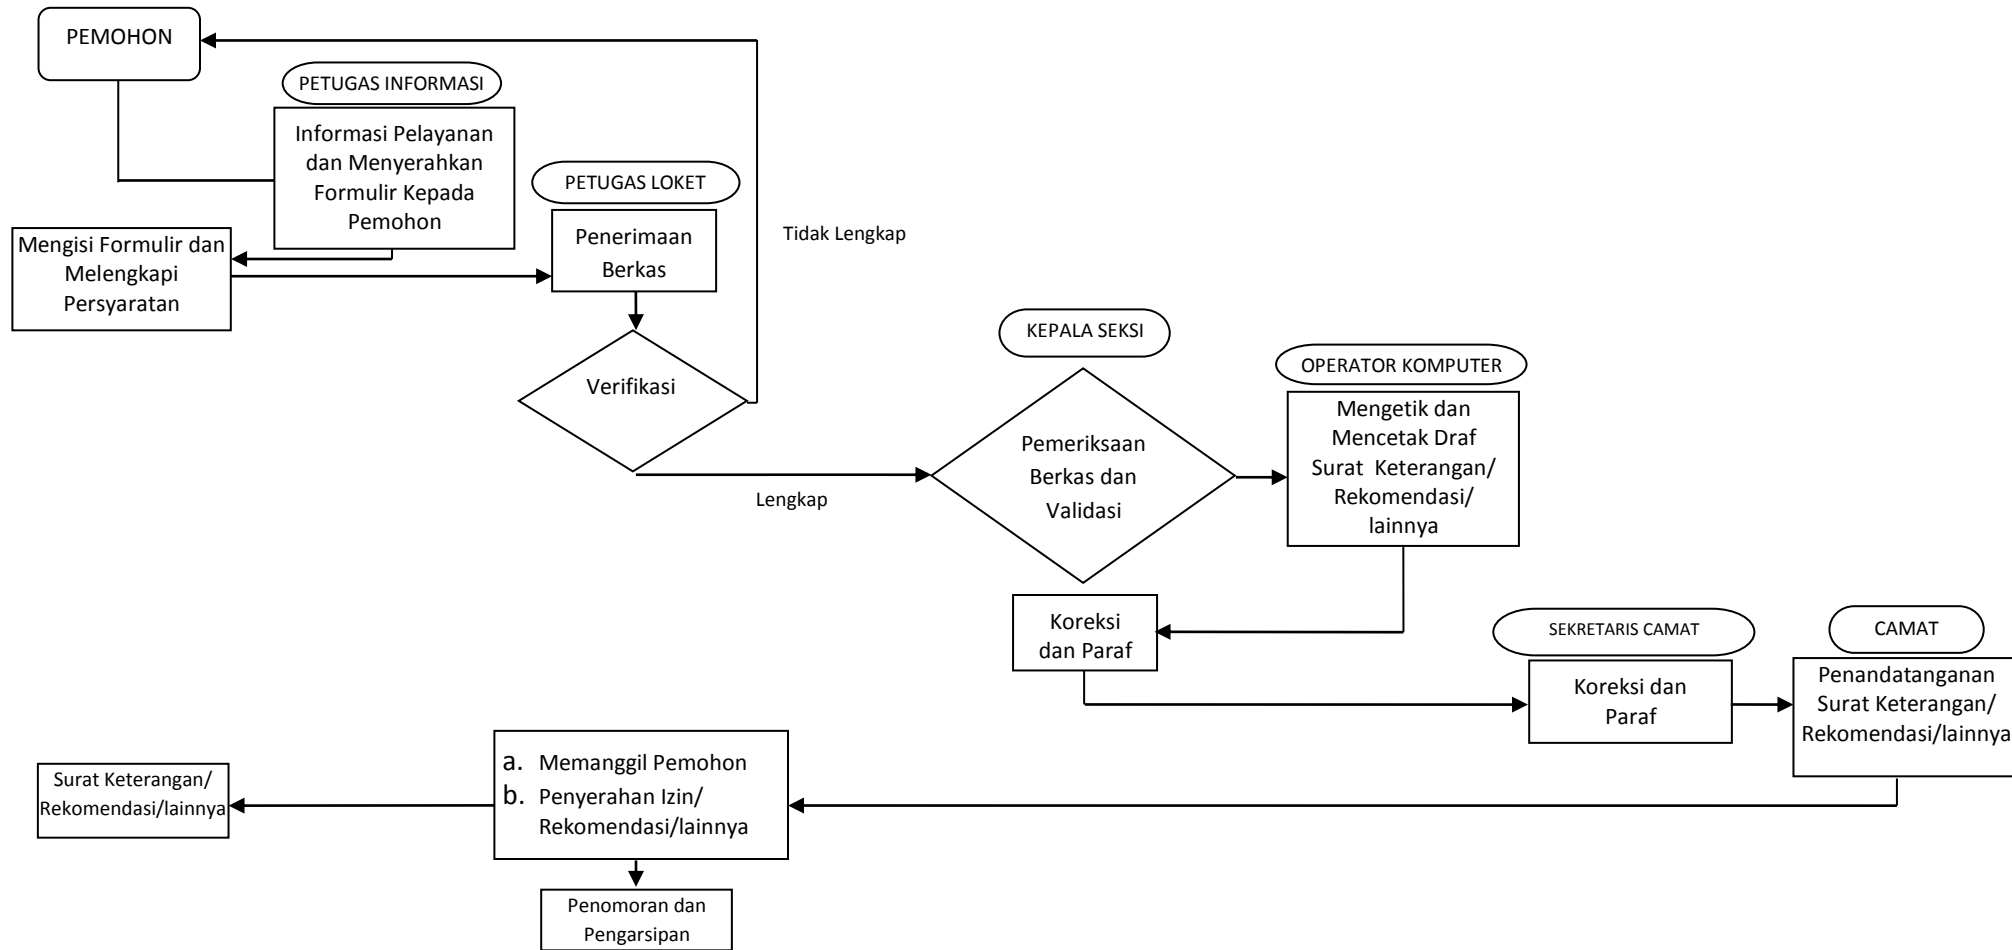 PEMOHON
PETUGAS INFORMASI
Informasi Pelayanan
dan Menyerahkan
Formulir Kepada
Pemohon
PETUGAS LOKET
Mengisi Formulir dan
Melengkapi
Persyaratan
Penerimaan
Berkas
Tidak Lengkap
Verifikasi
Lengkap
KEPALA SEKSI
Pemeriksaan
Berkas dan
Validasi
OPERATOR KOMPUTER
Mengetik dan
Mencetak Draf
Surat Keterangan/
Rekomendasi/
lainnya
Koreksi
dan Paraf
SEKRETARIS CAMAT
Koreksi dan
Paraf
CAMAT
Penandatanganan
Surat Keterangan/
Rekomendasi/lainnya
a. Memanggil Pemohon
b. Penyerahan Izin/
Rekomendasi/lainnya
Surat Keterangan/
Rekomendasi/lainnya
Penomoran dan
Pengarsipan